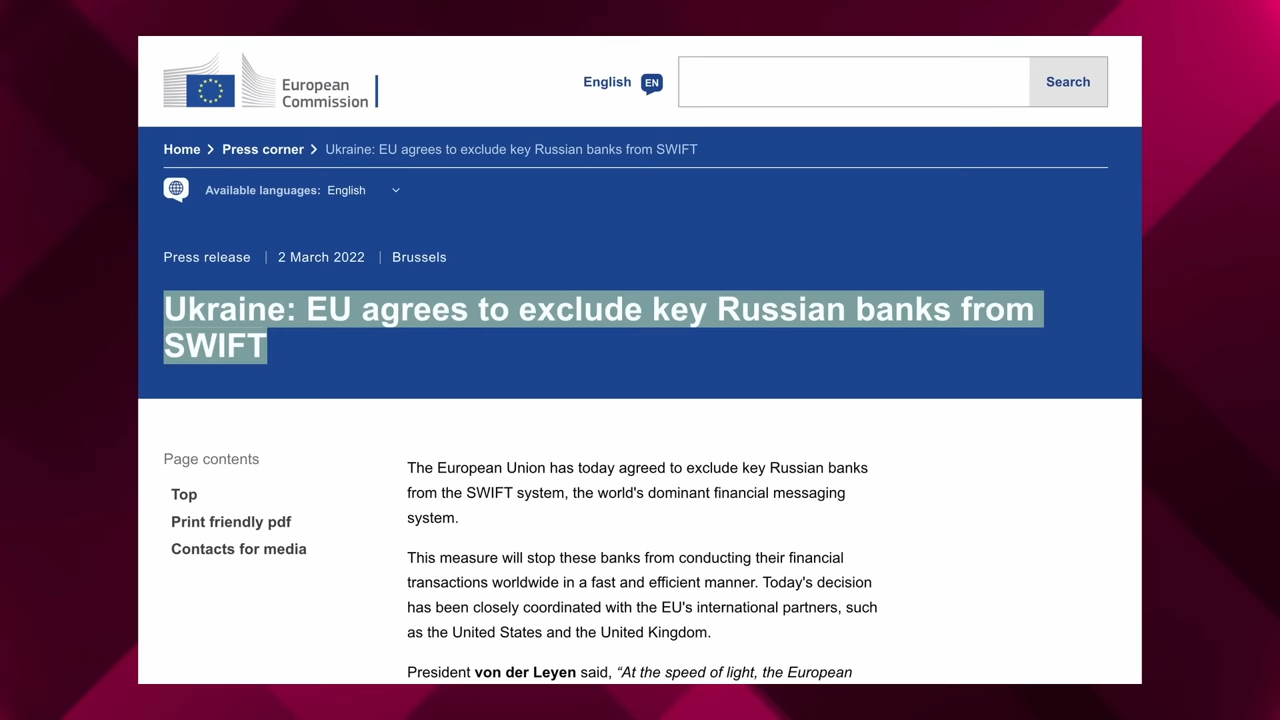 European
Commission
English EN Search
Home Press corner Ukraine: EU agrees to exclude key Russian banks from SWIFT
Available languages: English
Press release | 2 March 2022 | Brussels
Ukraine: EU agrees to exclude key Russian banks from
SWIFT
Page contents
Top
Print friendly pdf
Contacts for media
The European Union has today agreed to exclude key Russian banks
from the SWIFT system, the world's dominant financial messaging
system.
This measure will stop these banks from conducting their financial
transactions worldwide in a fast and efficient manner. Today's decision
has been closely coordinated with the EU's international partners, such
as the United States and the United Kingdom.
President von der Leyen said, “At the speed of light, the European